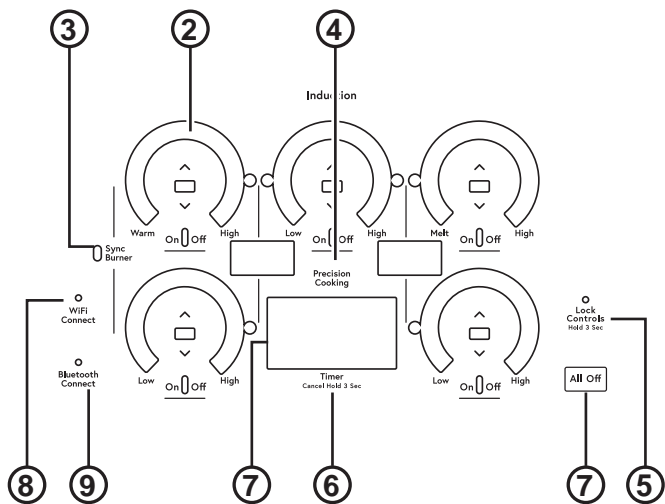 ③ ② ④
Induction
Warm High Low High Melt High
On Off On Off On Off
Sync
Burner
Precision
Cooking
WiFi
Connect
Lock
Controls
Hold 3 Sec
Bluetooth
Connect
Low High
Timer
Cancel Hold 3 Sec
Low High
All Off
On Off On Off
⑧ ⑨ ⑦ ⑥ ⑦ ⑤